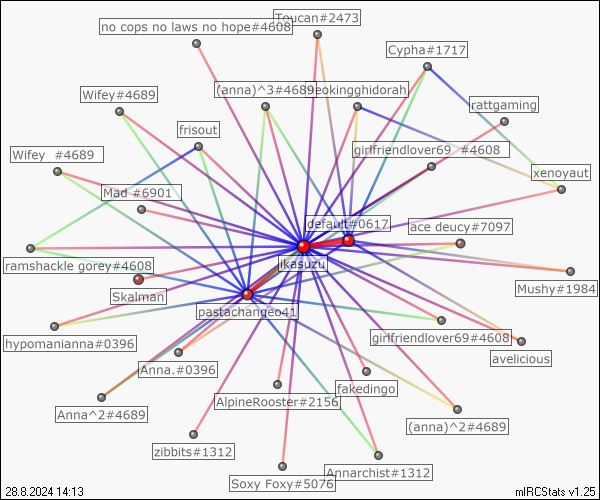 Toucan#2473
no cops no laws no hope#4608
Cypha#1717
Wifey#4689
(anna)^3#4689
eokingghidorah
rattgaming
frisout
girlfriendlover69 #4608
Wifey #4689
xenoyaut
Mad #6901
default#0617
ace deucy#7097
ramshackle gorey#4608
ikasuzu
Skalman
Mushy#1984
pastachangeo41
hypomanianna#0396
girlfriendlover69#4608
avelicious
Anna.#0396
fakedingo
AlpineRooster#2156
Anna^2#4689
(anna)^2#4689
zibbits#1312
Annarchist#1312
Soxy Foxy#5076
28.8.2024 14:13
mIRCStats v1.25